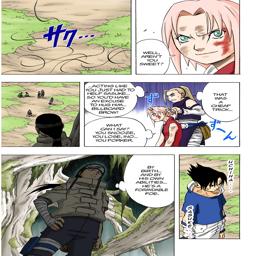 サク…
WELL,
AREN'T
YOU
SWEET?
THAT
WAS A
CHEAP
TRICK.
ACTING LIKE
YOU JUST HAD TO
HELP SASUKE...
SO YOU'D HAVE
AN EXCUSE
TO HUG HIM...
BILLBOARD
BROW!
WHAT
CAN I SAY?
YOU SNOOZE,
YOU LOSE, INO...
YOU PORKER.
BY
BIRTH...
AND BY
HIS OWN
ABILITIES...
HE'S A
FORMIDABLE
FOE.